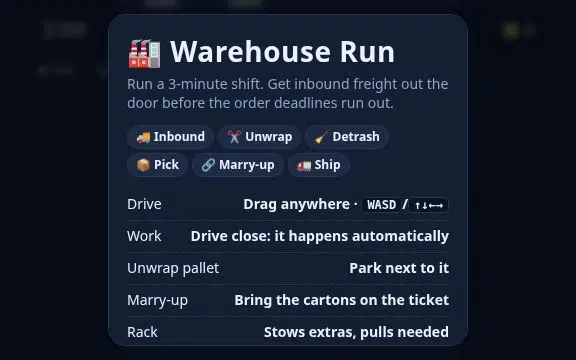 Warehouse Run
Run a 3-minute shift. Get inbound freight out the
door before the order deadlines run out.
Inbound Unwrap Detrash
Pick Marry-up Ship
Drive Drag anywhere · WASD / ↑↓←→
Work Drive close: it happens automatically
Unwrap pallet Park next to it
Marry-up Bring the cartons on the ticket
Rack Stows extras, pulls needed